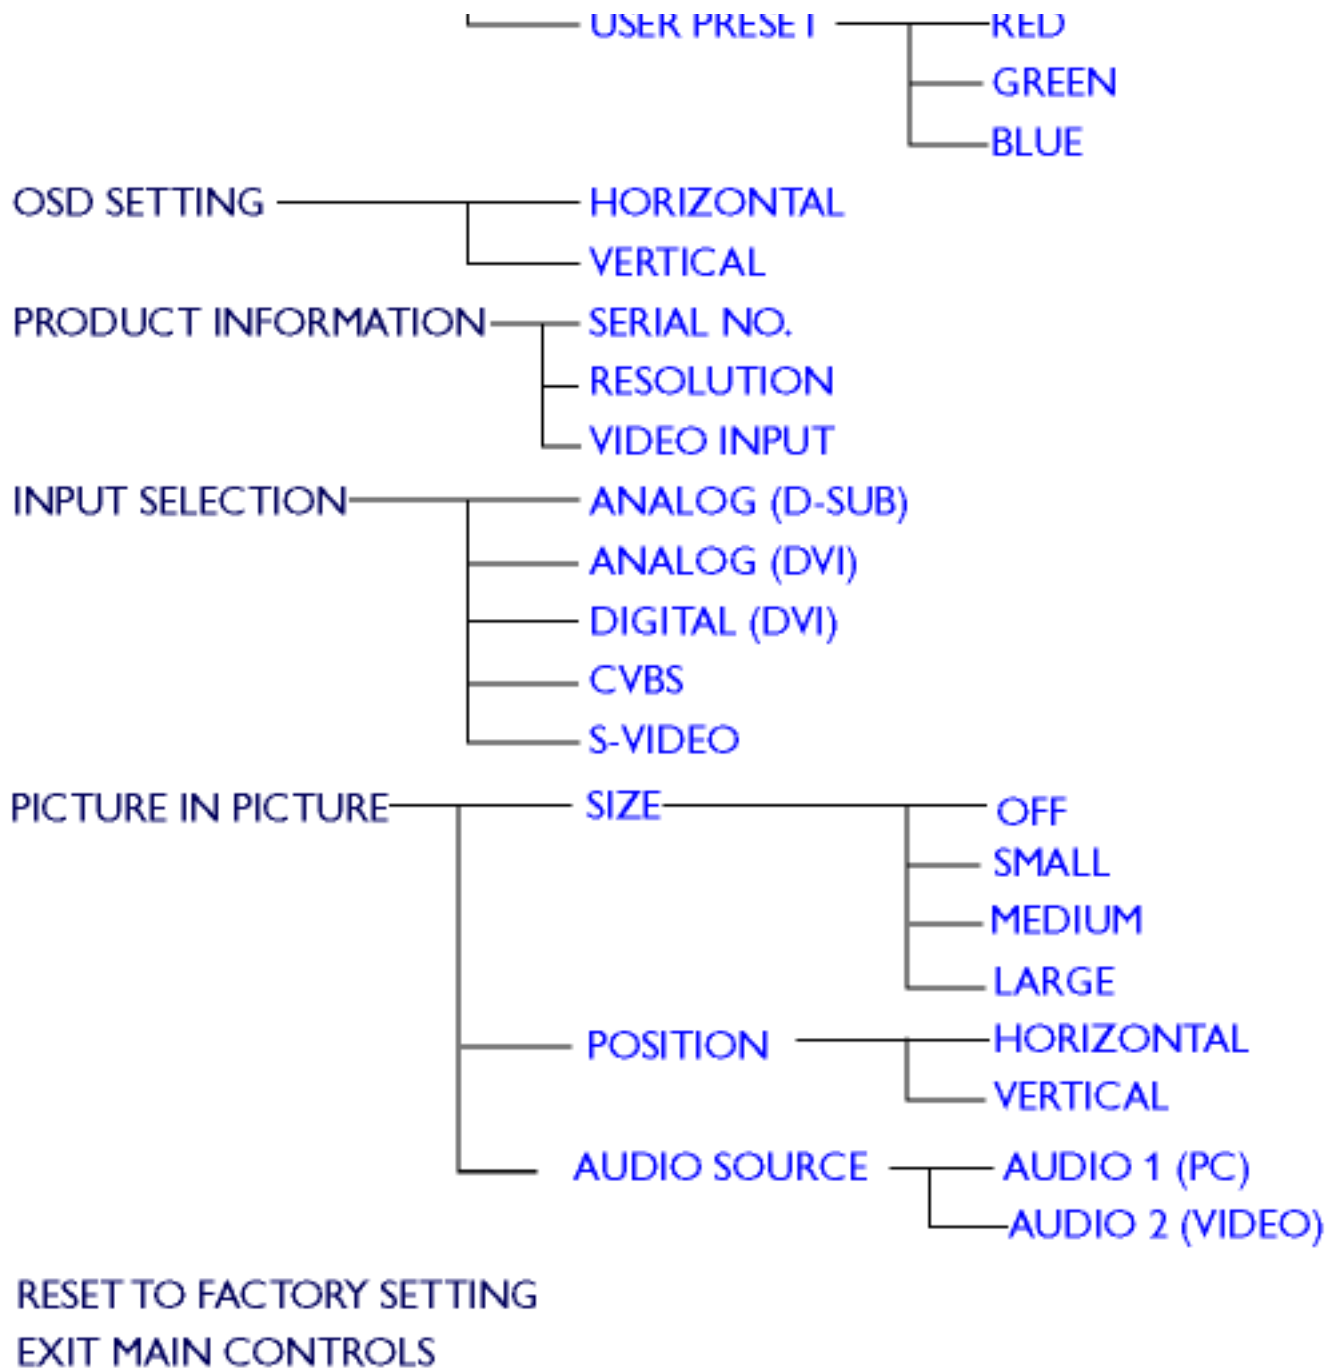 USER PRESET RED
GREEN
BLUE
OSD SETTING HORIZONTAL
VERTICAL
PRODUCT INFORMATION SERIAL NO.
RESOLUTION
VIDEO INPUT
INPUT SELECTION ANALOG (D-SUB)
ANALOG (DVI)
DIGITAL (DVI)
CVBS
S-VIDEO
PICTURE IN PICTURE SIZE OFF
SMALL
MEDIUM
LARGE
POSITION HORIZONTAL
VERTICAL
AUDIO SOURCE AUDIO 1 (PC)
AUDIO 2 (VIDEO)
RESET TO FACTORY SETTING
EXIT MAIN CONTROLS